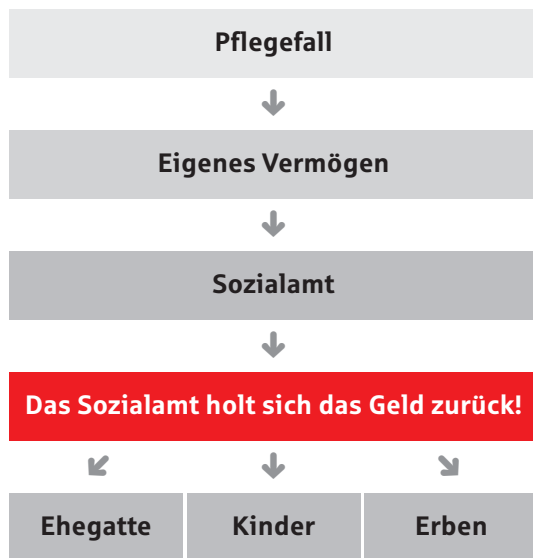 Pflegefall
Eigenes Vermögen
Sozialamt
Das Sozialamt holt sich das Geld zurück!
Ehegatte
Kinder
Erben